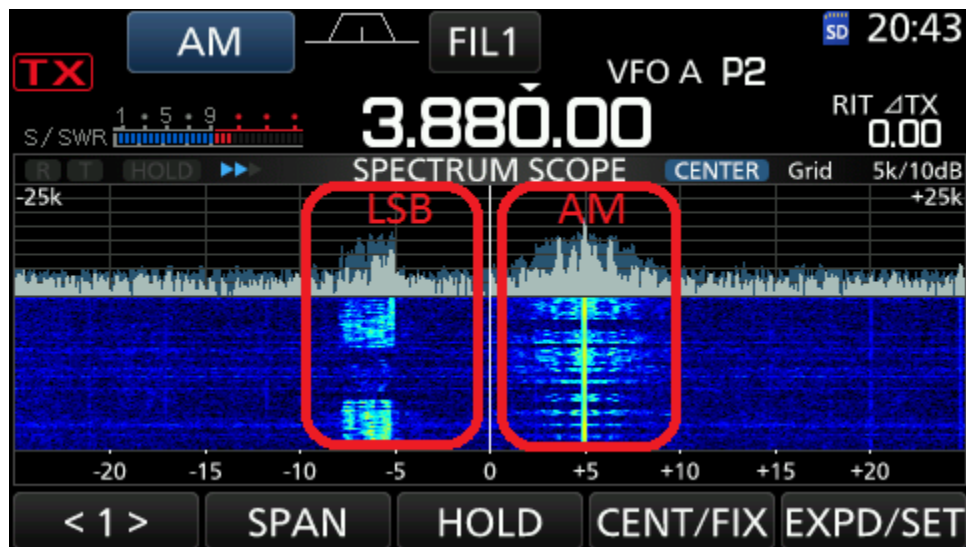 AM FIL1 SD 20:43
TX VFO A P2
1 • 5 • 9 • • • 3.880.00 RIT ⊿TX
S/SWR 0.00
R T HOLD SPECTRUM SCOPE CENTER Grid 5k/10dB
-25k LSB AM +25k
-20 -15 -10 -5 0 +5 +10 +15 +20
< 1 > SPAN HOLD CENT/FIX EXPD/SET